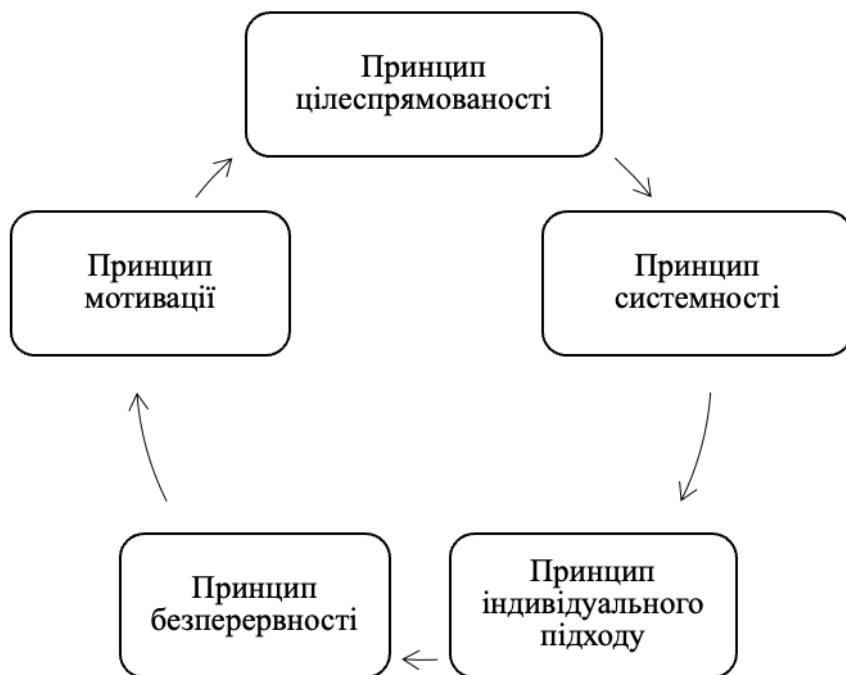 Принцип
цілеспрямованості
Принцип
системності
Принцип
індивідуального
підходу
Принцип
безперервності
Принцип
мотивації